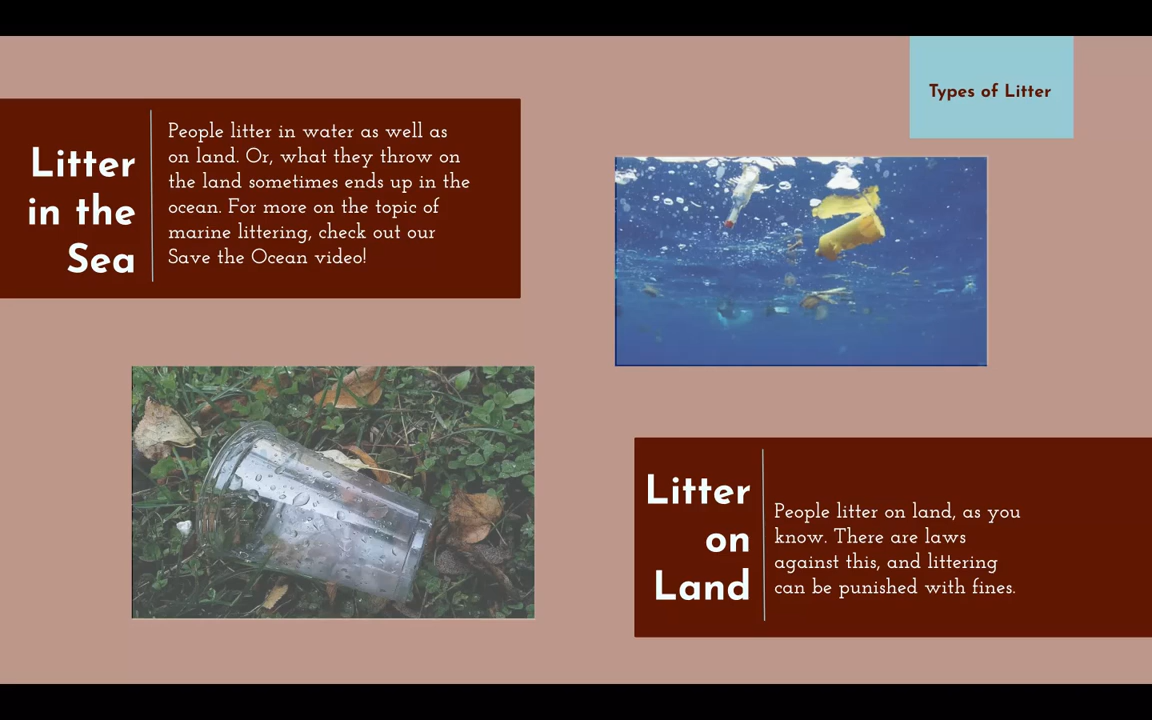 Types of Litter
Litter
in the
Sea
People litter in water as well as
on land. Or, what they throw on
the land sometimes ends up in the
ocean. For more on the topic of
marine littering, check out our
Save the Ocean video!
Litter
on
Land
People litter on land, as you
know. There are laws
against this, and littering
can be punished with fines.